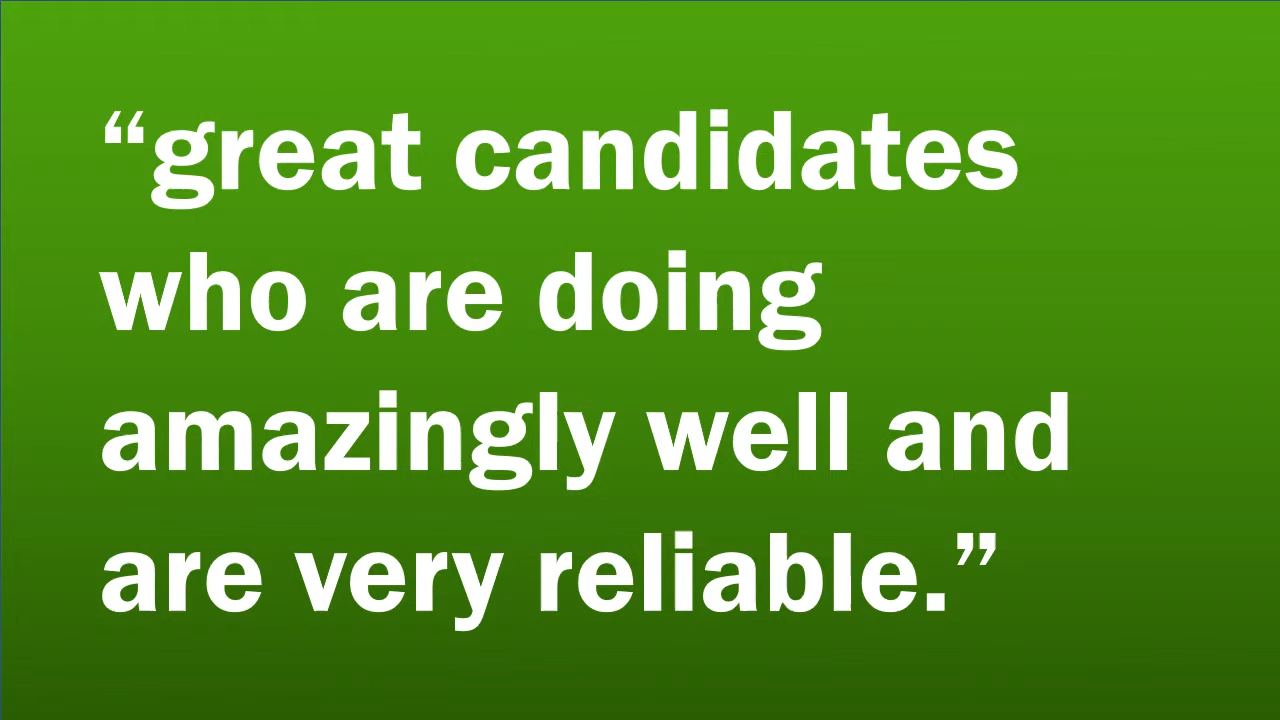 “great candidates
who are doing
amazingly well and
are very reliable.”